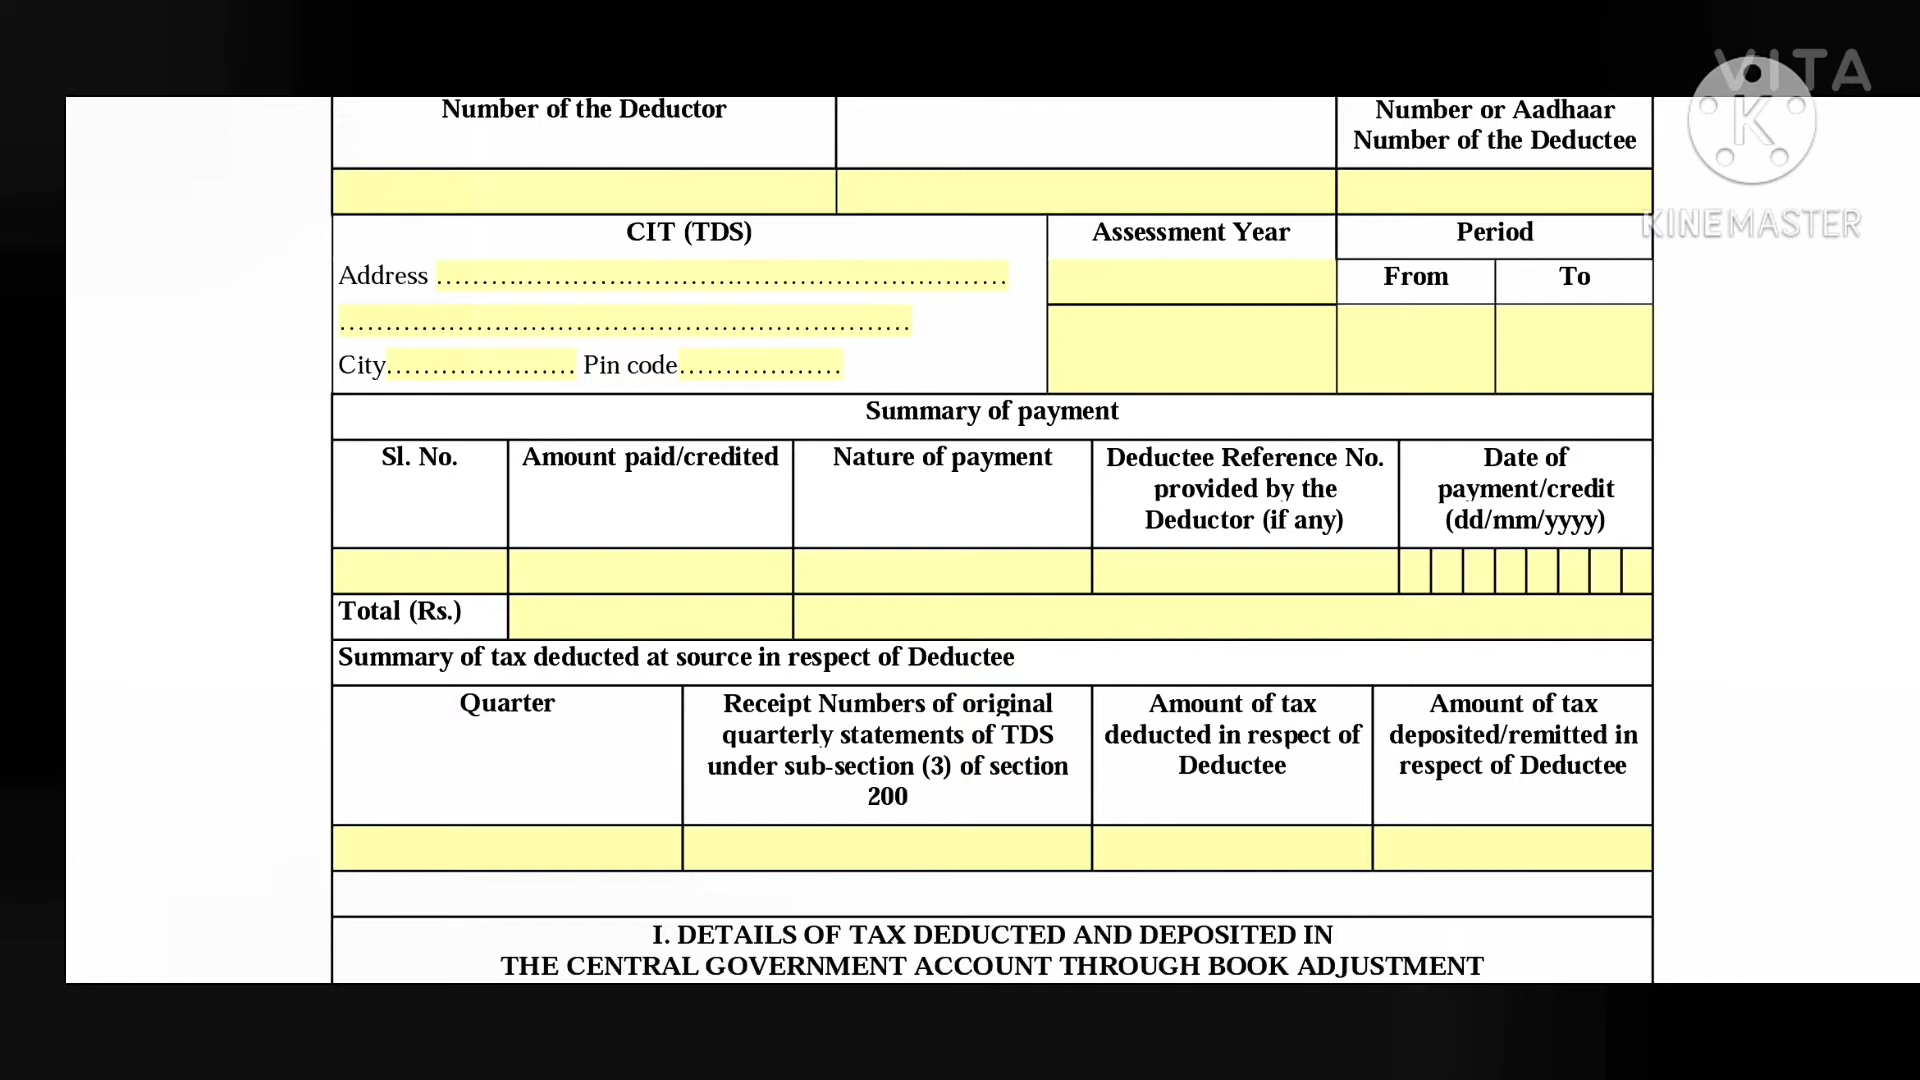 VITA
K
KINEMASTER
Number of the Deductor
Number or Aadhaar
Number of the Deductee
CIT (TDS)
Assessment Year
Period
Address ..............................................................
..............................................................
From
To
City..................... Pin code..................
Summary of payment
Sl. No.
Amount paid/credited
Nature of payment
Deductee Reference No.
provided by the
Deductor (if any)
Date of
payment/credit
(dd/mm/yyyy)
Total (Rs.)
Summary of tax deducted at source in respect of Deductee
Quarter
Receipt Numbers of original
quarterly statements of TDS
under sub-section (3) of section
200
Amount of tax
deducted in respect of
Deductee
Amount of tax
deposited/remitted in
respect of Deductee
I. DETAILS OF TAX DEDUCTED AND DEPOSITED IN
THE CENTRAL GOVERNMENT ACCOUNT THROUGH BOOK ADJUSTMENT